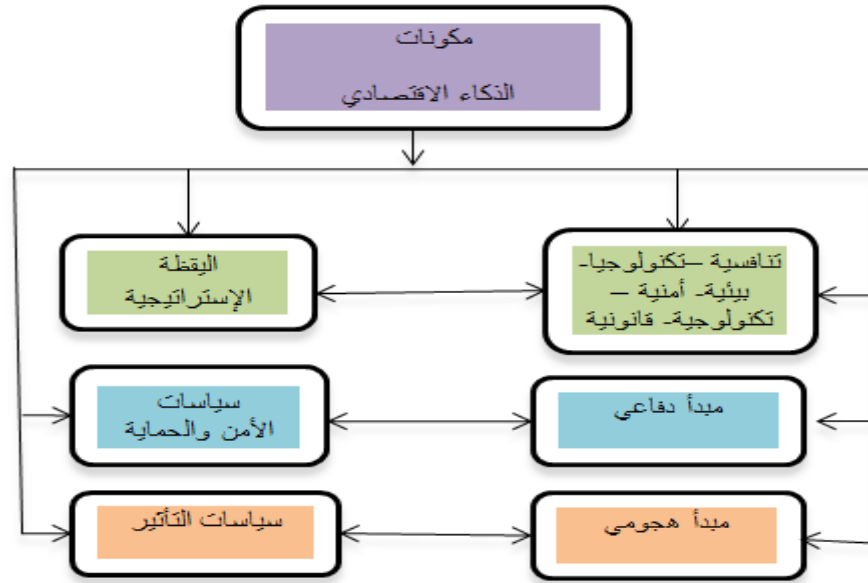 مكونات
الذكاء الاقتصادي
تنافسية –تكنولوجيا-
بيئية- أمنية –
تكنولوجية- قانونية
اليقظة
الإستراتيجية
مبدأ دفاعي
سياسات
الأمن والحماية
مبدأ هجومي
سياسات التأثير